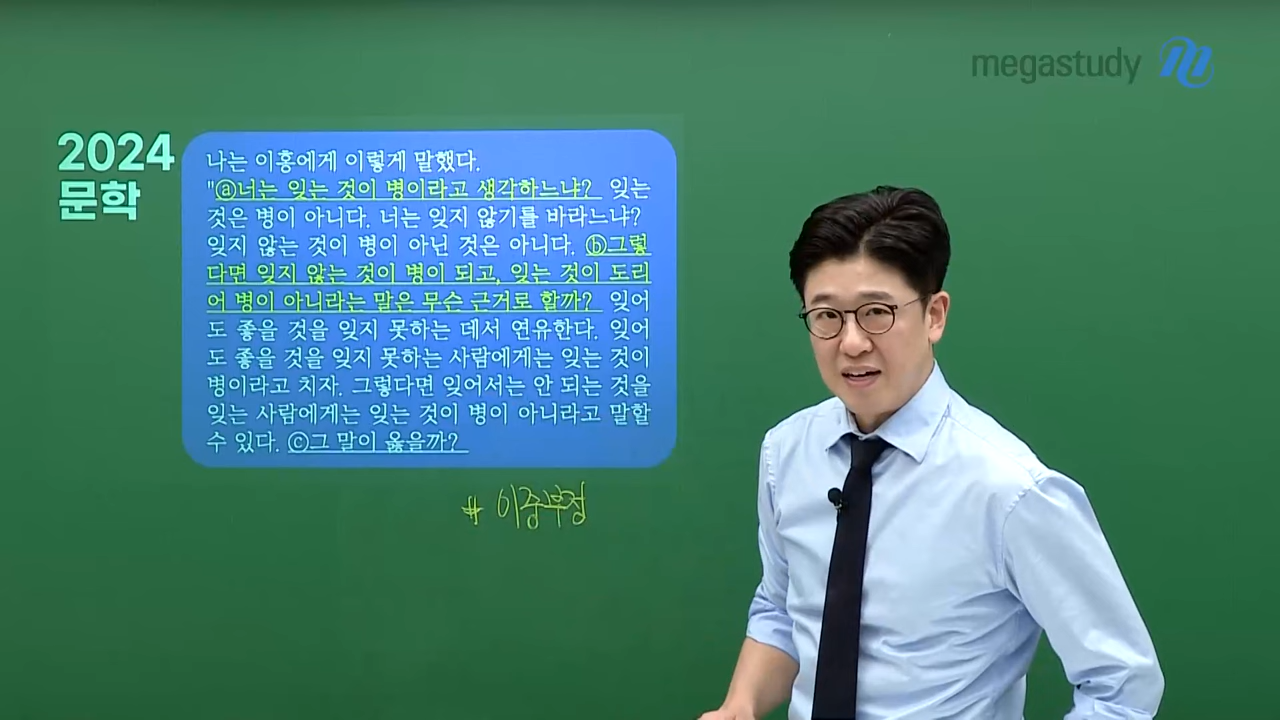 megastudy
2024
문학
나는 이홍에게 이렇게 말했다.
"ⓐ너는 잊는 것이 병이라고 생각하느냐? 잊는
것은 병이 아니다. 너는 잊지 않기를 바라느냐?
잊지 않는 것이 병이 아닌 것은 아니다. ⓑ그렇
다면 잊지 않는 것이 병이 되고, 잊는 것이 도리
어 병이 아니라는 말은 무슨 근거로 할까? 잊어
도 좋을 것을 잊지 못하는 데서 연유한다. 잊어
도 좋을 것을 잊지 못하는 사람에게는 잊는 것이
병이라고 치자. 그렇다면 잊어서는 안 되는 것을
잊는 사람에게는 잊는 것이 병이 아니라고 말할
수 있다. ⓒ그 말이 옳을까?
# 이중부정